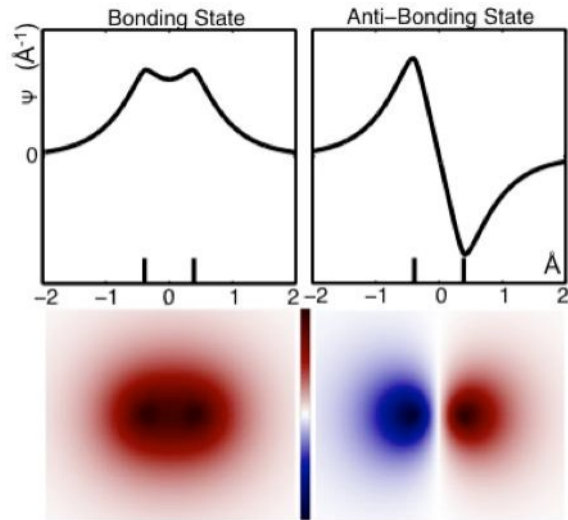 Bonding State
Anti-Bonding State
Ψ (Å⁻¹)
0
Å
−2 −1 0 1 2
−2 −1 0 1 2